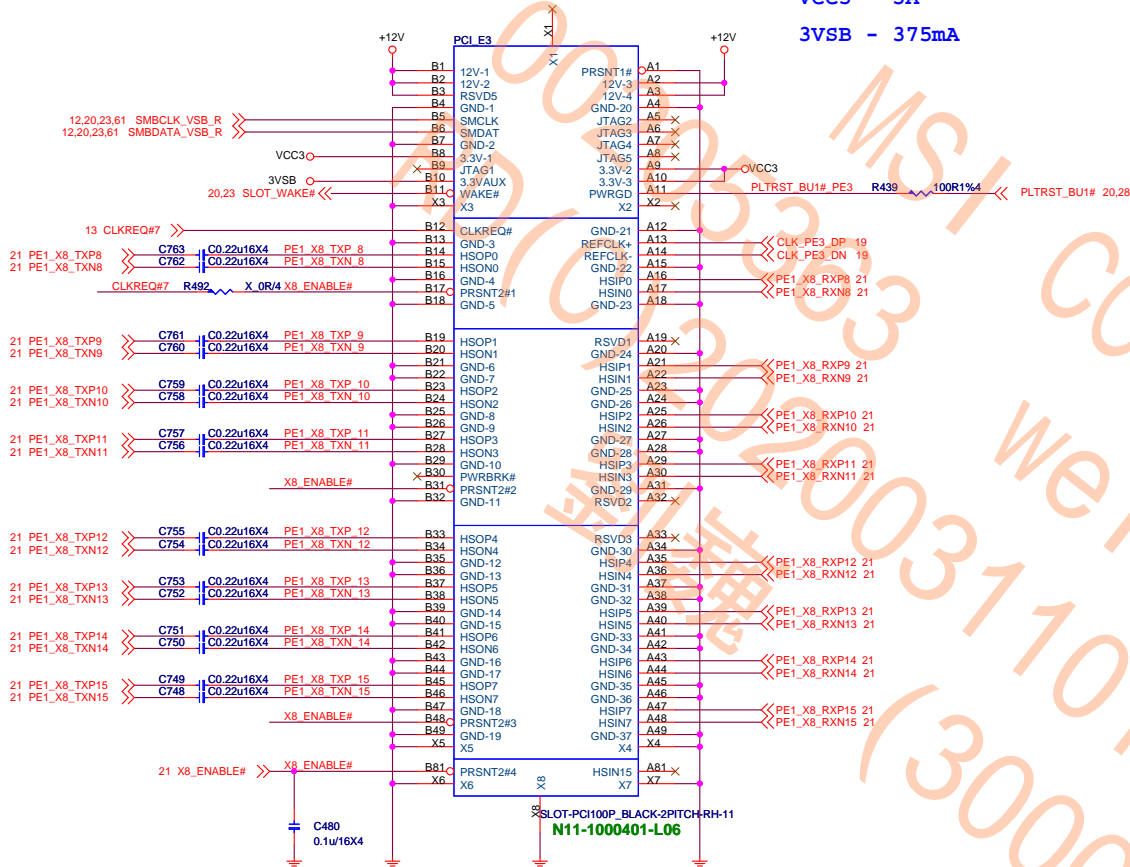 VCC3 - 3A
3VSB - 375mA
X1
X1
X1
+12V
PCI_E3
+12V
B1 12V-1 PRSNT1# A1
B2 12V-2 12V-3 A2
B3 RSVD5 12V-4 A3
B4 GND-1 GND-20 A4
12,20,23,61 SMBCLK_VSB_R B5 SMCLK JTAG2 A5
12,20,23,61 SMBDATA_VSB_R B6 SMDAT JTAG3 A6
B7 GND-2 JTAG4 A7
VCC3 B8 3.3V-1 JTAG5 A8
B9 JTAG1 3.3V-2 A9 VCC3
3VSB B10 3.3VAUX 3.3V-3 A10
20,23 SLOT_WAKE# B11 WAKE# PWRGD A11 PLTRST_BU1#_PE3 R439 100R1%4 PLTRST_BU1# 20,28
X3 X3 X2 X2
13 CLKREQ#7 B12 CLKREQ# GND-21 A12
B13 GND-3 REFCLK+ A13 CLK_PE3_DP 19
21 PE1_X8_TXP8 C763 C0.22u16X4 PE1_X8_TXP_8 B14 HSOP0 REFCLK- A14 CLK_PE3_DN 19
21 PE1_X8_TXN8 C762 C0.22u16X4 PE1_X8_TXN_8 B15 HSON0 GND-22 A15
B16 GND-4 HSIP0 A16 PE1_X8_RXP8 21
CLKREQ#7 R492 X_0R/4 X8_ENABLE# B17 PRSNT2#1 HSIN0 A17 PE1_X8_RXN8 21
B18 GND-5 GND-23 A18
21 PE1_X8_TXP9 C761 C0.22u16X4 PE1_X8_TXP_9 B19 HSOP1 RSVD1 A19
21 PE1_X8_TXN9 C760 C0.22u16X4 PE1_X8_TXN_9 B20 HSON1 GND-24 A20
B21 GND-6 HSIP1 A21 PE1_X8_RXP9 21
B22 GND-7 HSIN1 A22 PE1_X8_RXN9 21
21 PE1_X8_TXP10 C759 C0.22u16X4 PE1_X8_TXP_10 B23 HSOP2 GND-25 A23
21 PE1_X8_TXN10 C758 C0.22u16X4 PE1_X8_TXN_10 B24 HSON2 GND-26 A24
B25 GND-8 HSIP2 A25 PE1_X8_RXP10 21
B26 GND-9 HSIN2 A26 PE1_X8_RXN10 21
21 PE1_X8_TXP11 C757 C0.22u16X4 PE1_X8_TXP_11 B27 HSOP3 GND-27 A27
21 PE1_X8_TXN11 C756 C0.22u16X4 PE1_X8_TXN_11 B28 HSON3 GND-28 A28
B29 GND-10 HSIP3 A29 PE1_X8_RXP11 21
B30 PWRBRK# HSIN3 A30 PE1_X8_RXN11 21
X8_ENABLE# B31 PRSNT2#2 GND-29 A31
B32 GND-11 RSVD2 A32
21 PE1_X8_TXP12 C755 C0.22u16X4 PE1_X8_TXP_12 B33 HSOP4 RSVD3 A33
21 PE1_X8_TXN12 C754 C0.22u16X4 PE1_X8_TXN_12 B34 HSON4 GND-30 A34
B35 GND-12 HSIP4 A35 PE1_X8_RXP12 21
B36 GND-13 HSIN4 A36 PE1_X8_RXN12 21
21 PE1_X8_TXP13 C753 C0.22u16X4 PE1_X8_TXP_13 B37 HSOP5 GND-31 A37
21 PE1_X8_TXN13 C752 C0.22u16X4 PE1_X8_TXN_13 B38 HSON5 GND-32 A38
B39 GND-14 HSIP5 A39 PE1_X8_RXP13 21
B40 GND-15 HSIN5 A40 PE1_X8_RXN13 21
21 PE1_X8_TXP14 C751 C0.22u16X4 PE1_X8_TXP_14 B41 HSOP6 GND-33 A41
21 PE1_X8_TXN14 C750 C0.22u16X4 PE1_X8_TXN_14 B42 HSON6 GND-34 A42
B43 GND-16 HSIP6 A43 PE1_X8_RXP14 21
B44 GND-17 HSIN6 A44 PE1_X8_RXN14 21
21 PE1_X8_TXP15 C749 C0.22u16X4 PE1_X8_TXP_15 B45 HSOP7 GND-35 A45
21 PE1_X8_TXN15 C748 C0.22u16X4 PE1_X8_TXN_15 B46 HSON7 GND-36 A46
B47 GND-18 HSIP7 A47 PE1_X8_RXP15 21
X8_ENABLE# B48 PRSNT2#3 HSIN7 A48 PE1_X8_RXN15 21
B49 GND-19 GND-37 A49
X5 X5 X4 X4
21 X8_ENABLE# X8_ENABLE# B81 PRSNT2#4 HSIN15 A81
X6 X6 X8 X7 X7
X8
SLOT-PCI100P_BLACK-2PITCH-RH-11
N11-1000401-L06
C480
0.1u/16X4
MSI